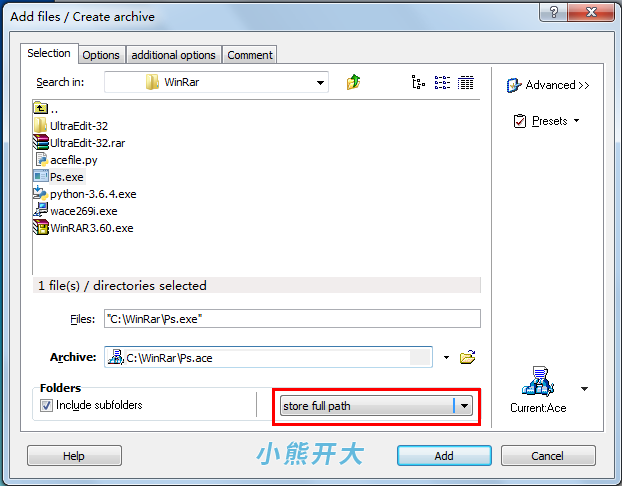 Add files / Create archive
Selection Options additional options Comment
Search in: WinRar
Advanced >>
..
UltraEdit-32
Presets
UltraEdit-32.rar
acefile.py
Ps.exe
python-3.6.4.exe
wace269i.exe
WinRAR3.60.exe
1 file(s) / directories selected
Files: "C:\WinRar\Ps.exe"
Archive: C:\WinRar\Ps.ace
Folders
Include subfolders store full path
Current:Ace
Help 小熊开大 Add Cancel